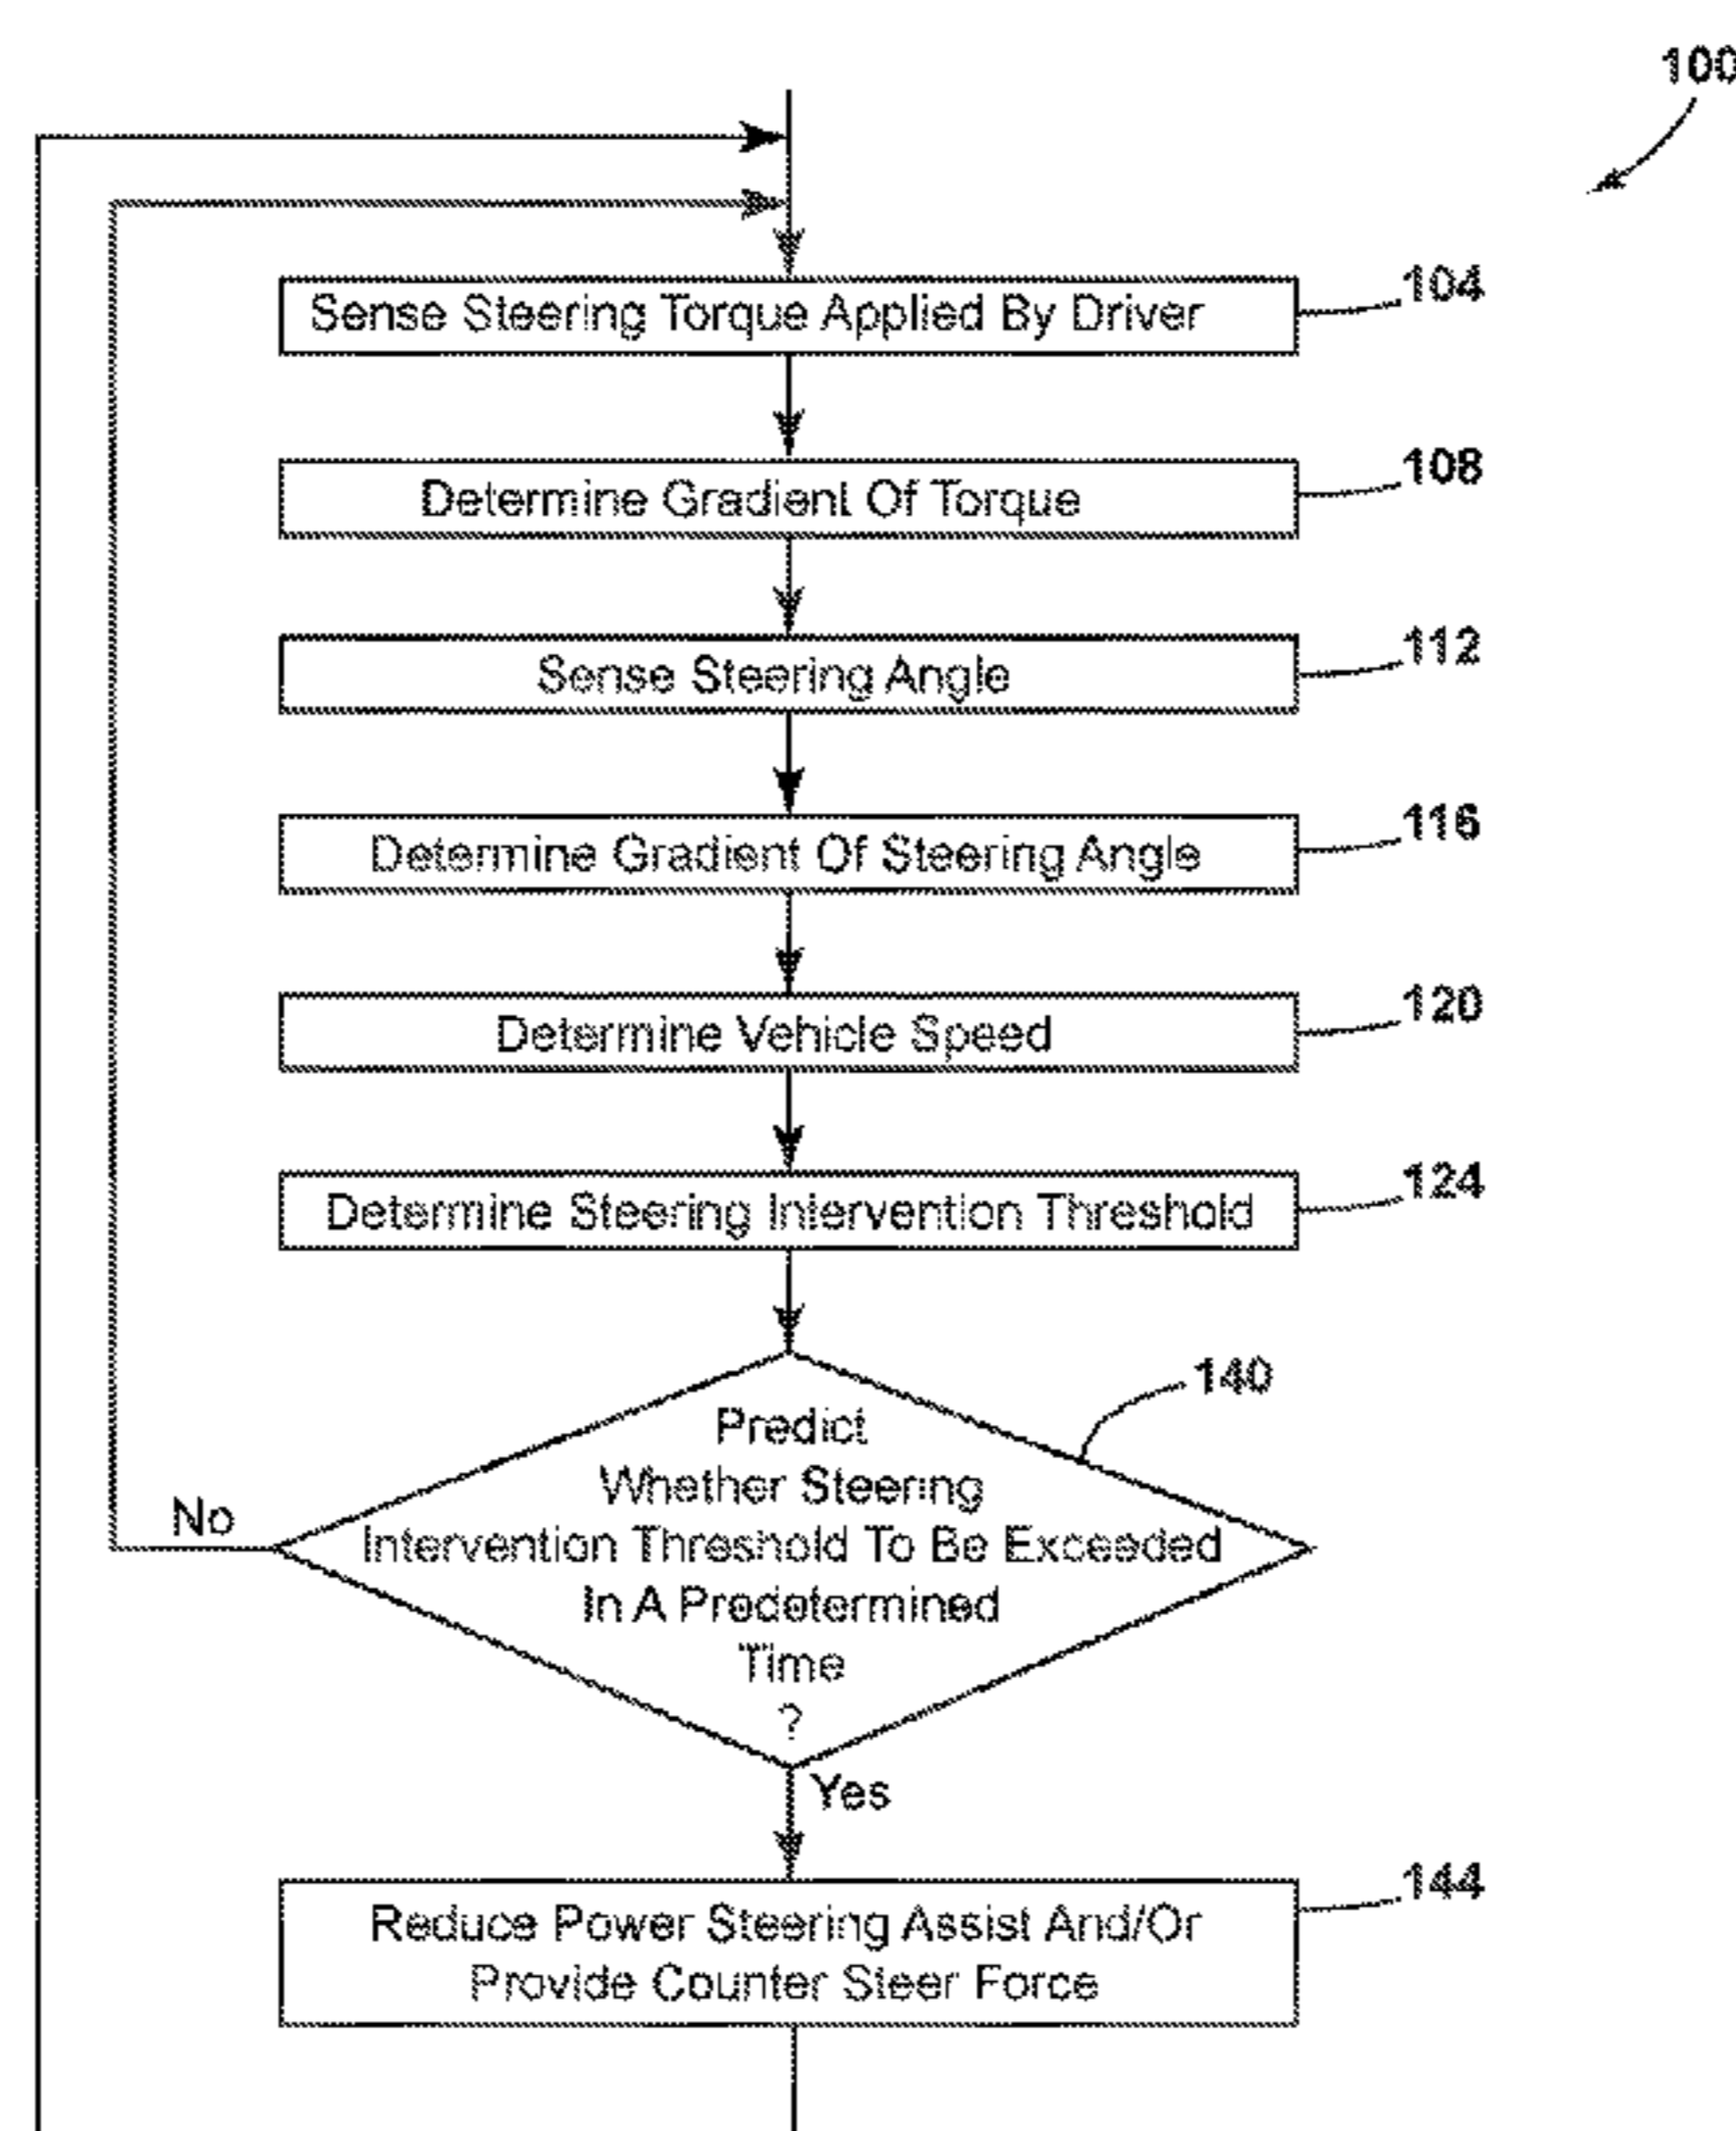 100
Sense Steering Torque Applied By Driver
104
Determine Gradient Of Torque
108
Sense Steering Angle
112
Determine Gradient Of Steering Angle
116
Determine Vehicle Speed
120
Determine Steering Intervention Threshold
124
140
Predict
Whether Steering
Intervention Threshold To Be Exceeded
In A Predetermined
Time
?
No
Yes
Reduce Power Steering Assist And/Or
Provide Counter Steer Force
144